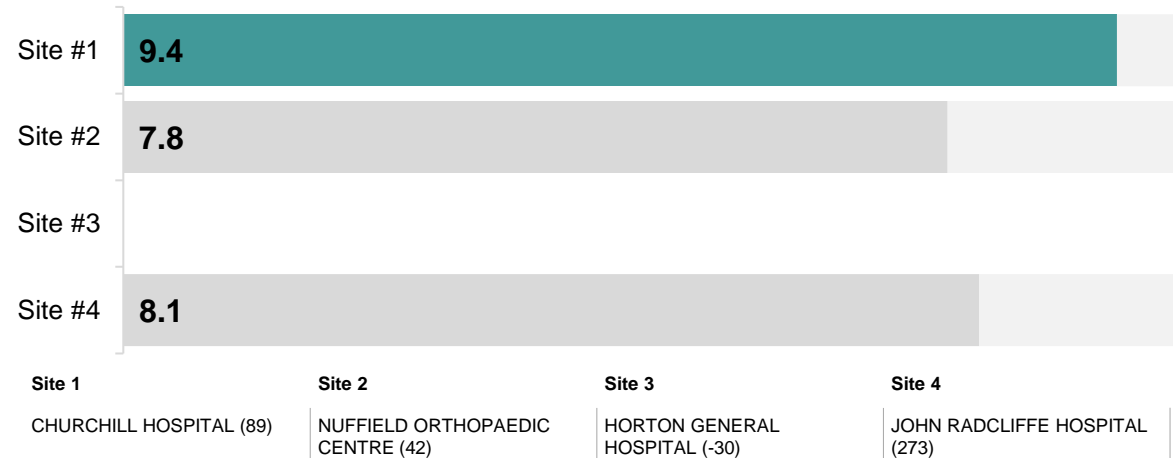 Site #1 9.4
Site #2 7.8
Site #3
Site #4 8.1
Site 1 Site 2 Site 3 Site 4
CHURCHILL HOSPITAL (89)
NUFFIELD ORTHOPAEDIC
CENTRE (42)
HORTON GENERAL
HOSPITAL (-30)
JOHN RADCLIFFE HOSPITAL
(273)